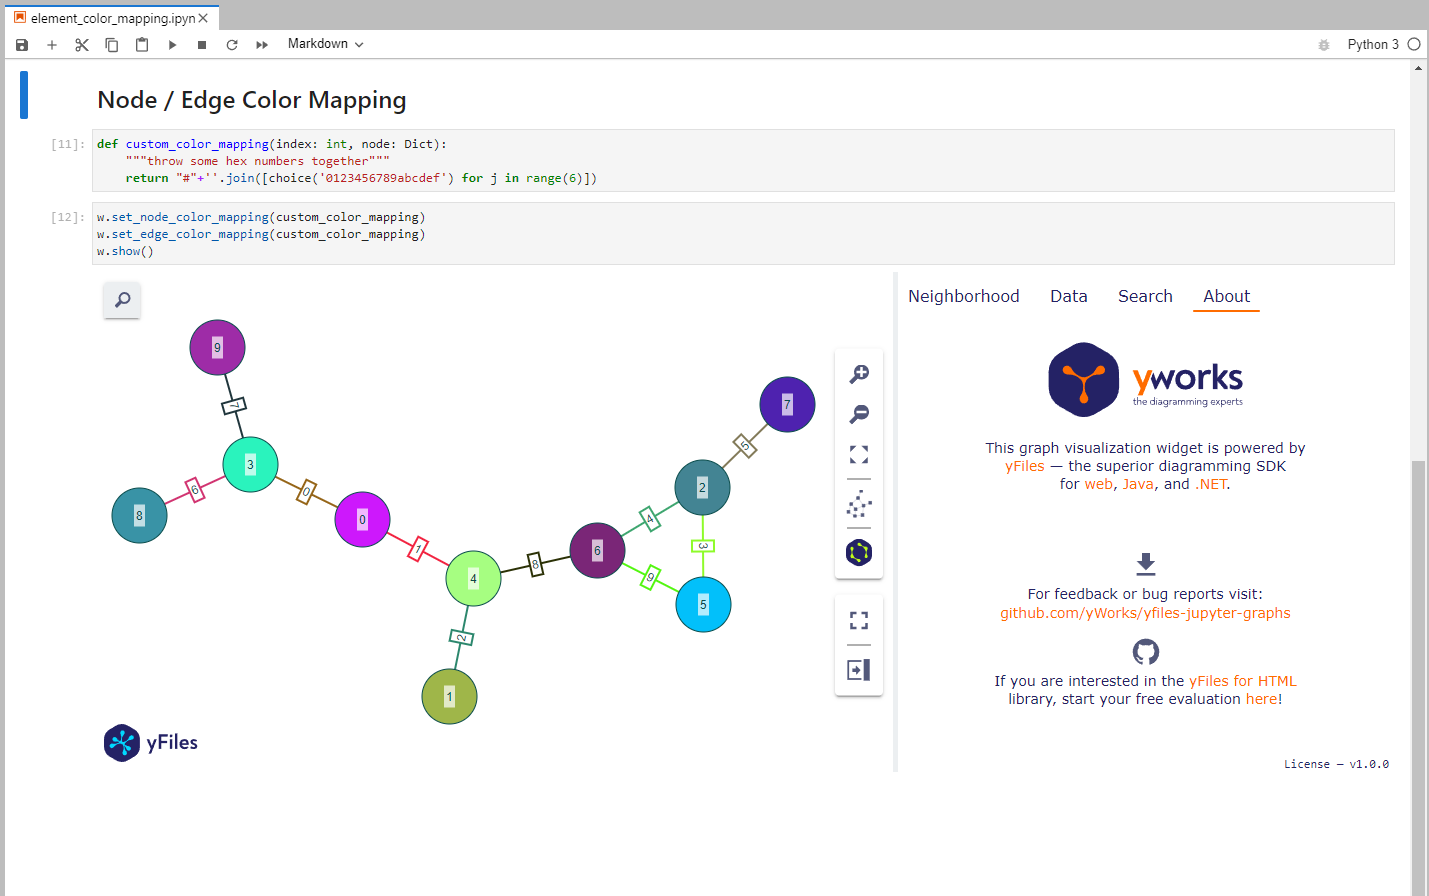 element_color_mapping.ipyn
Markdown
Python 3
Node / Edge Color Mapping
[11]:
def custom_color_mapping(index: int, node: Dict):
"""throw some hex numbers together"""
return "#"+''.join([choice('0123456789abcdef') for j in range(6)])
[12]:
w.set_node_color_mapping(custom_color_mapping)
w.set_edge_color_mapping(custom_color_mapping)
w.show()
Neighborhood Data Search About
9
7
3
6
8
0
0
1
4
2
1
8
6
4
2
5
7
3
9
5
yFiles
yworks
the diagramming experts
This graph visualization widget is powered by
yFiles — the superior diagramming SDK
for web, Java, and .NET.
For feedback or bug reports visit:
github.com/yWorks/yfiles-jupyter-graphs
If you are interested in the yFiles for HTML
library, start your free evaluation here!
License – v1.0.0